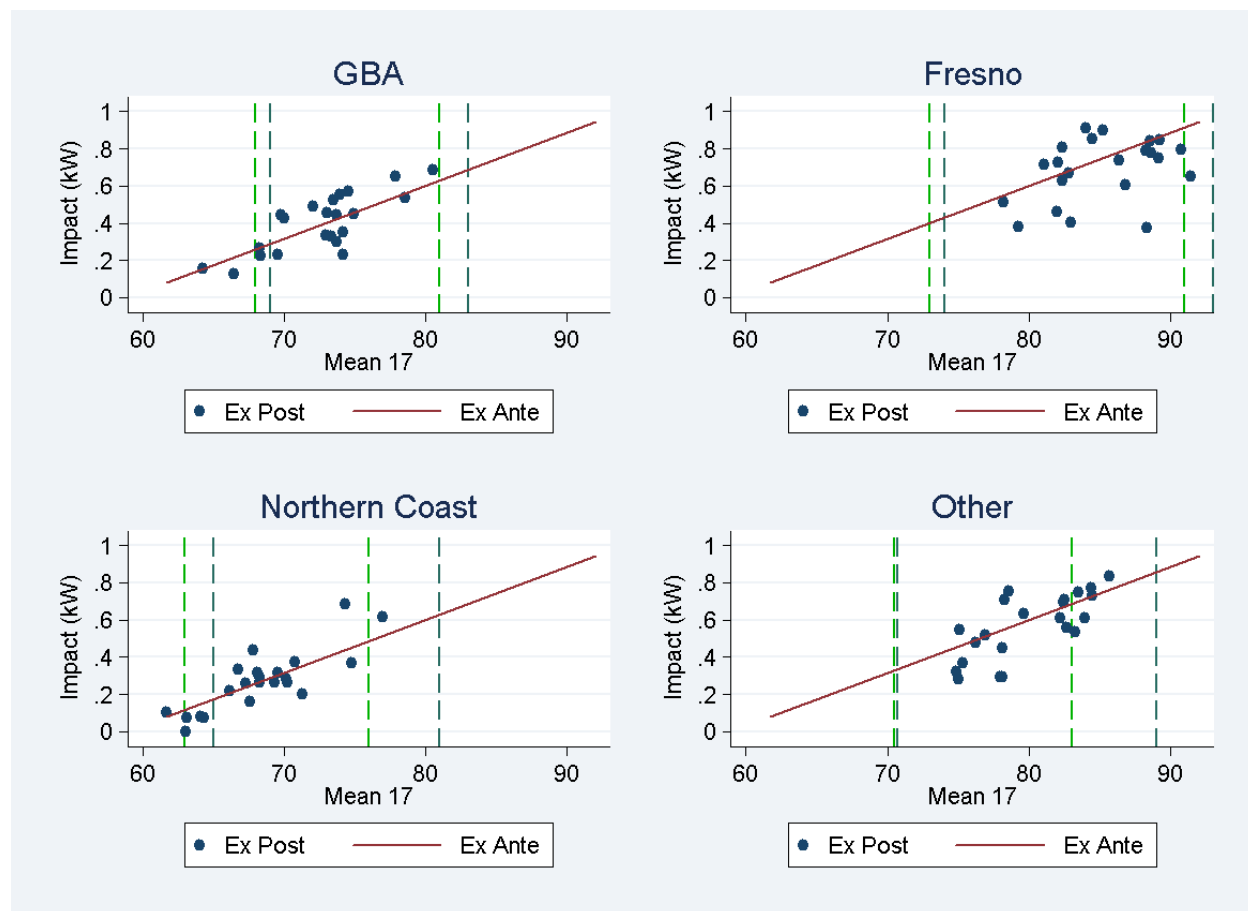 GBA
Impact (kW)
1
.8
.6
.4
.2
0
60 70 80 90
Mean 17
Ex Post Ex Ante
Fresno
Impact (kW)
1
.8
.6
.4
.2
0
60 70 80 90
Mean 17
Ex Post Ex Ante
Northern Coast
Impact (kW)
1
.8
.6
.4
.2
0
60 70 80 90
Mean 17
Ex Post Ex Ante
Other
Impact (kW)
1
.8
.6
.4
.2
0
60 70 80 90
Mean 17
Ex Post Ex Ante